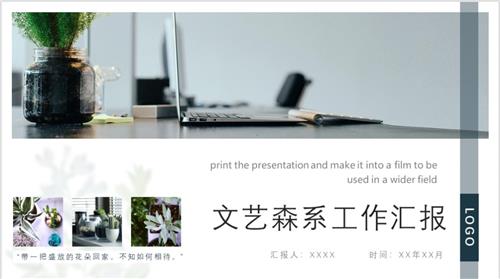 print the presentation and make it into a film to be
used in a wider field
文艺森系工作汇报
LOGO
“带一把盛放的花朵回家。不知如何相待。”
汇报人：XXXX
时间：XX年XX月